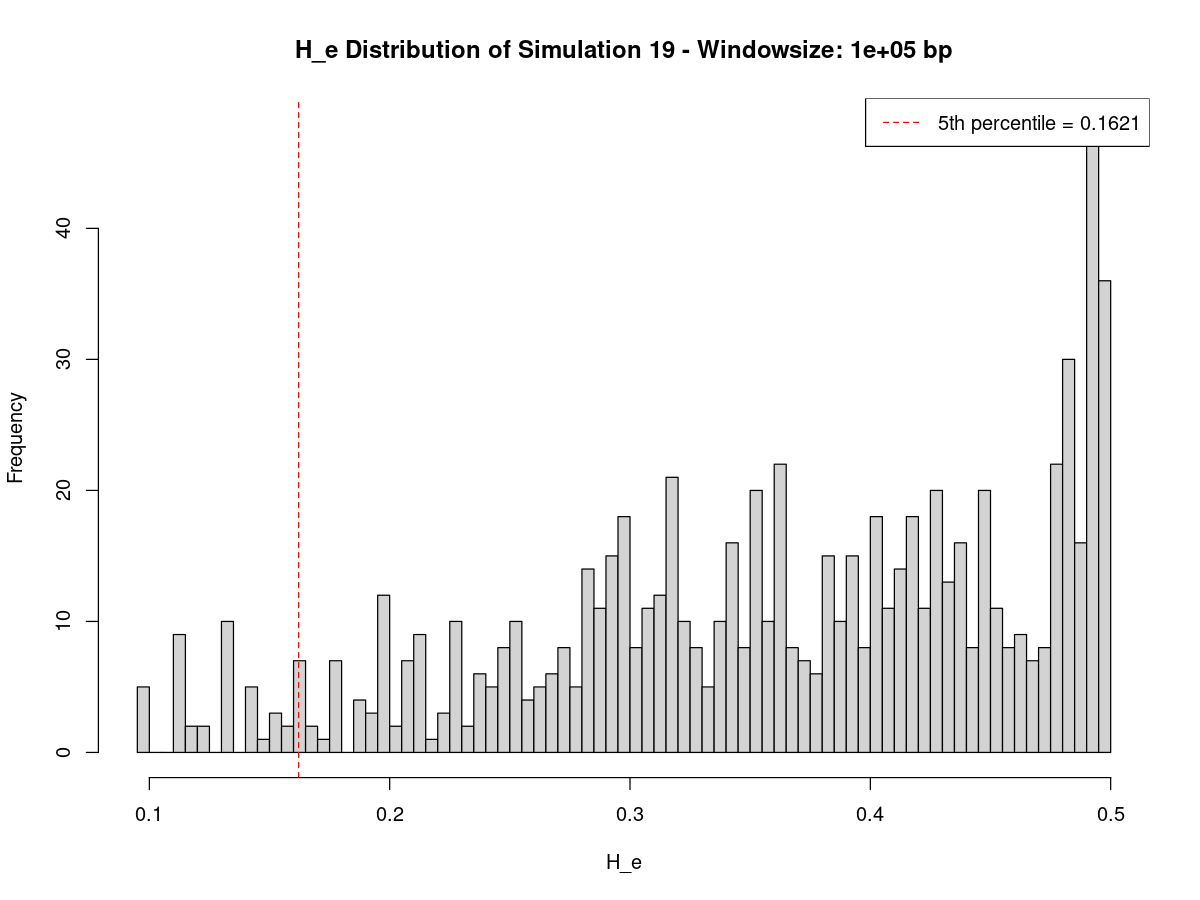 H_e Distribution of Simulation 19 - Windowsize: 1e+05 bp
5th percentile = 0.1621
Frequency
40
30
20
10
0
0.1 0.2 0.3 0.4 0.5
H_e